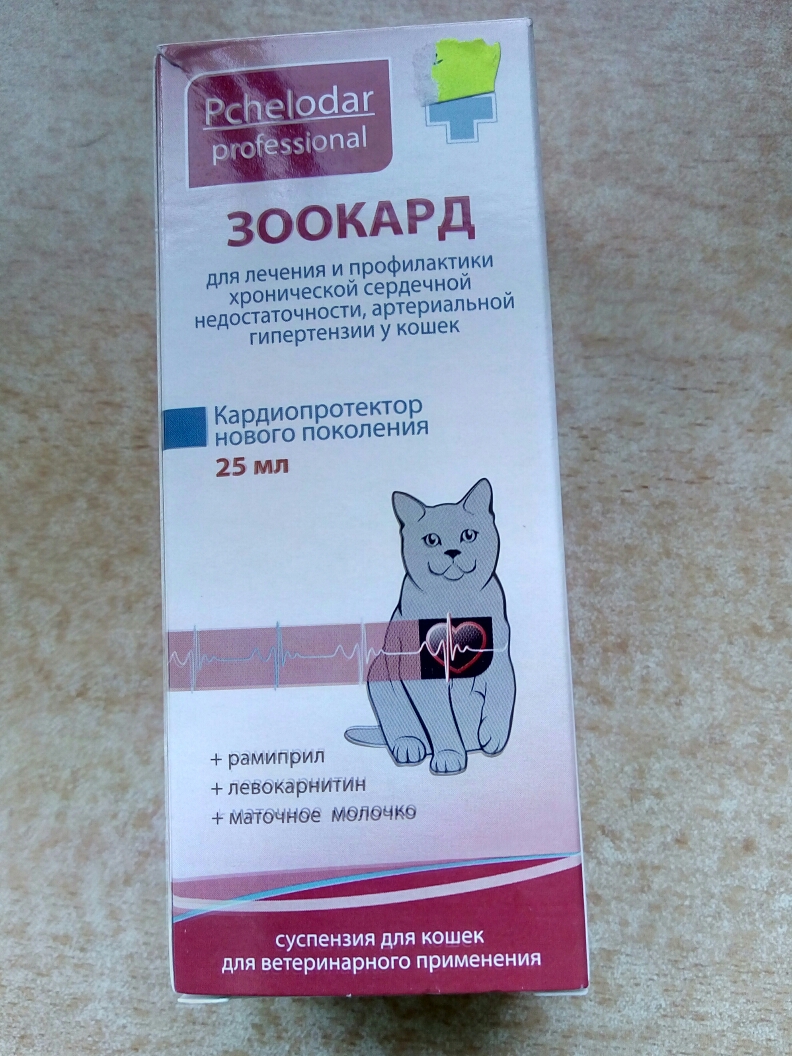 Pchelodar
professional
ЗООКАРД
для лечения и профилактики
хронической сердечной
недостаточности, артериальной
гипертензии у кошек
Кардиопротектор
нового поколения
25 мл
+ рамиприл
+ левокарнитин
+ маточное молочко
суспензия для кошек
для ветеринарного применения